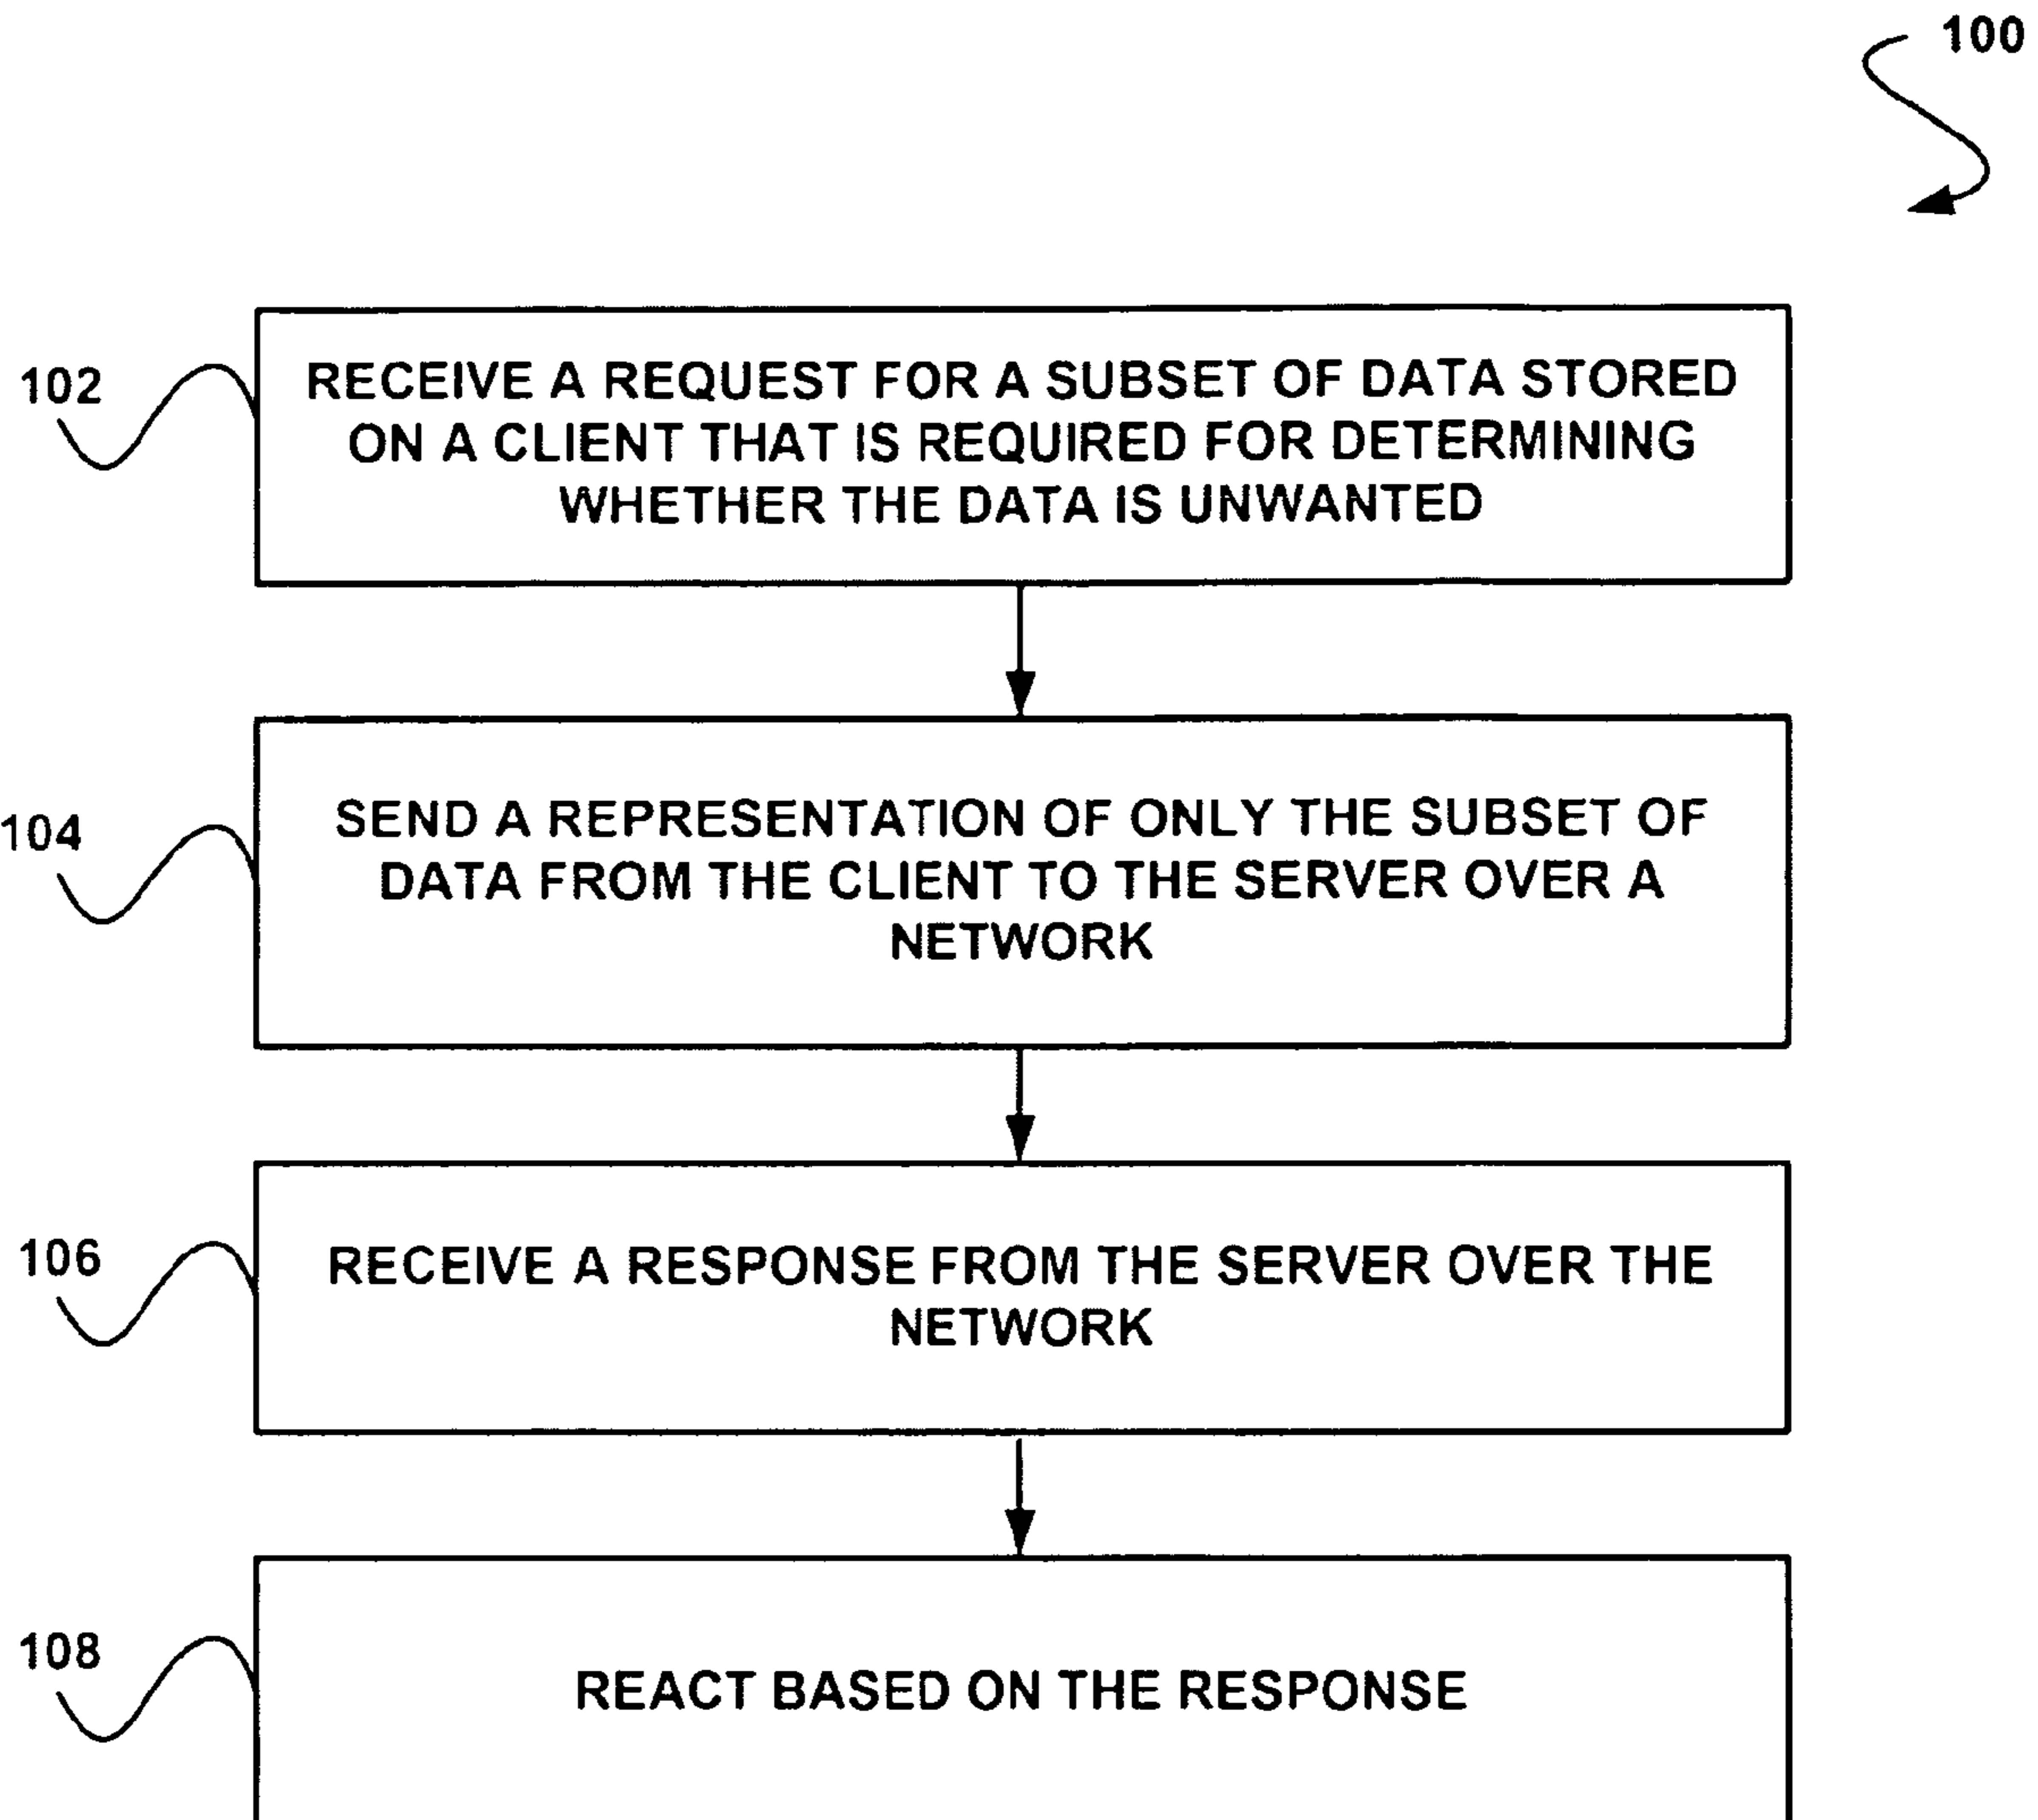 100
102
RECEIVE A REQUEST FOR A SUBSET OF DATA STORED
ON A CLIENT THAT IS REQUIRED FOR DETERMINING
WHETHER THE DATA IS UNWANTED
104
SEND A REPRESENTATION OF ONLY THE SUBSET OF
DATA FROM THE CLIENT TO THE SERVER OVER A
NETWORK
106
RECEIVE A RESPONSE FROM THE SERVER OVER THE
NETWORK
108
REACT BASED ON THE RESPONSE